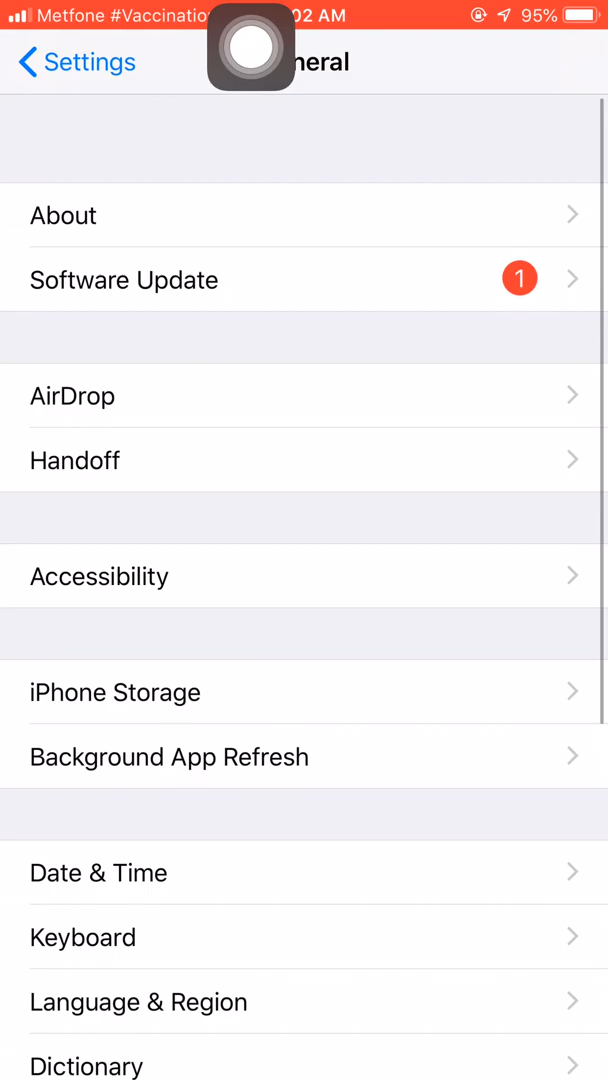 Metfone #Vaccinatio 02 AM 95%
Settings neral
About
Software Update 1
AirDrop
Handoff
Accessibility
iPhone Storage
Background App Refresh
Date & Time
Keyboard
Language & Region
Dictionary